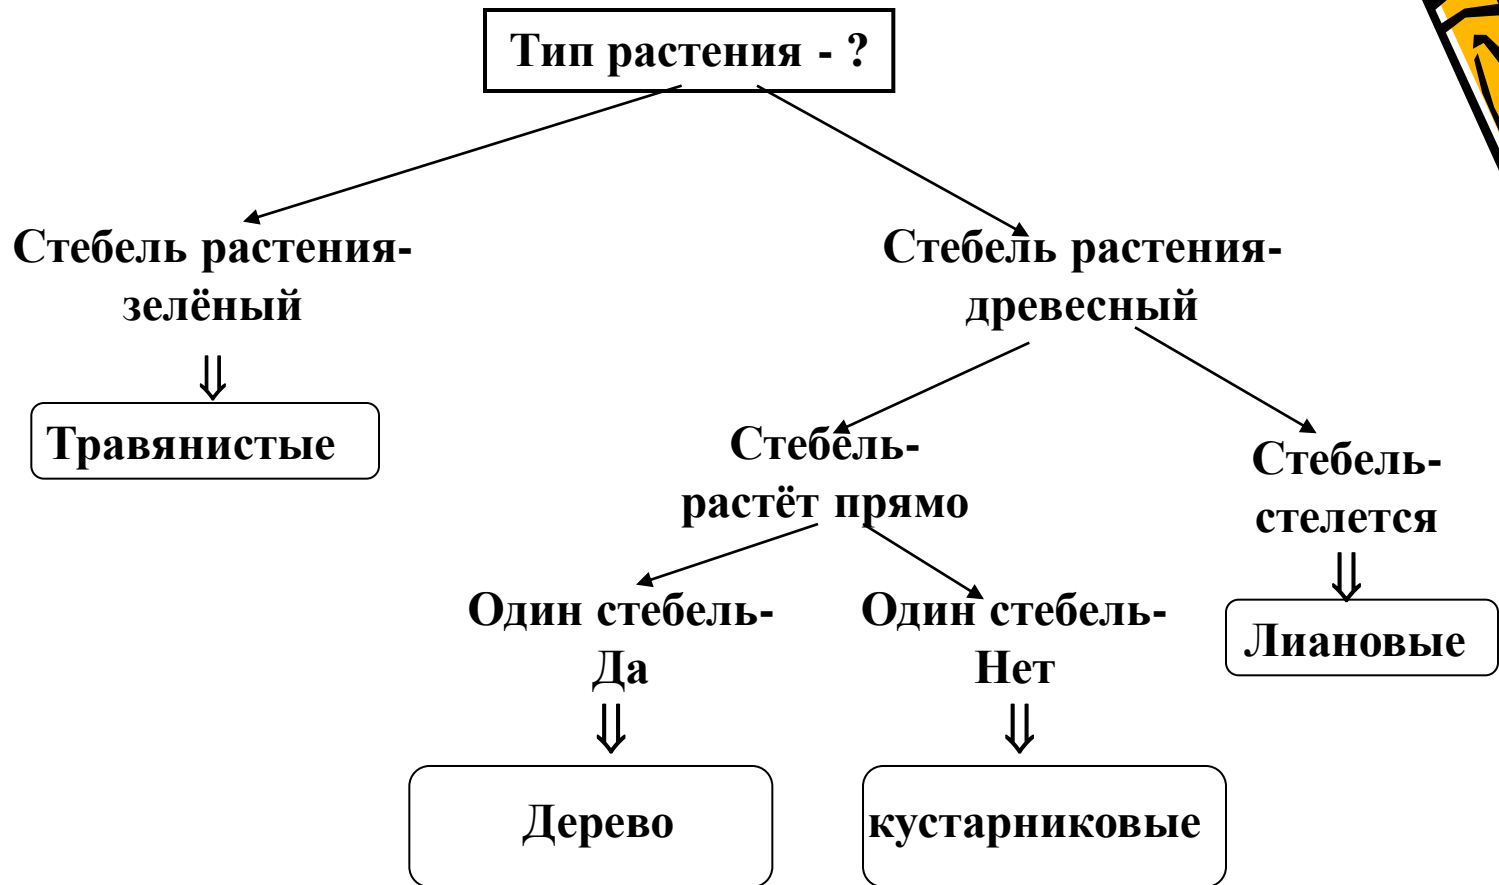 Тип растения - ?
Стебель растения-
зелёный
Стебель растения-
древесный
Травянистые
Стебель-
растёт прямо
Стебель-
стелется
Один стебель-
Да
Один стебель-
Нет
Лиановые
Дерево
кустарниковые